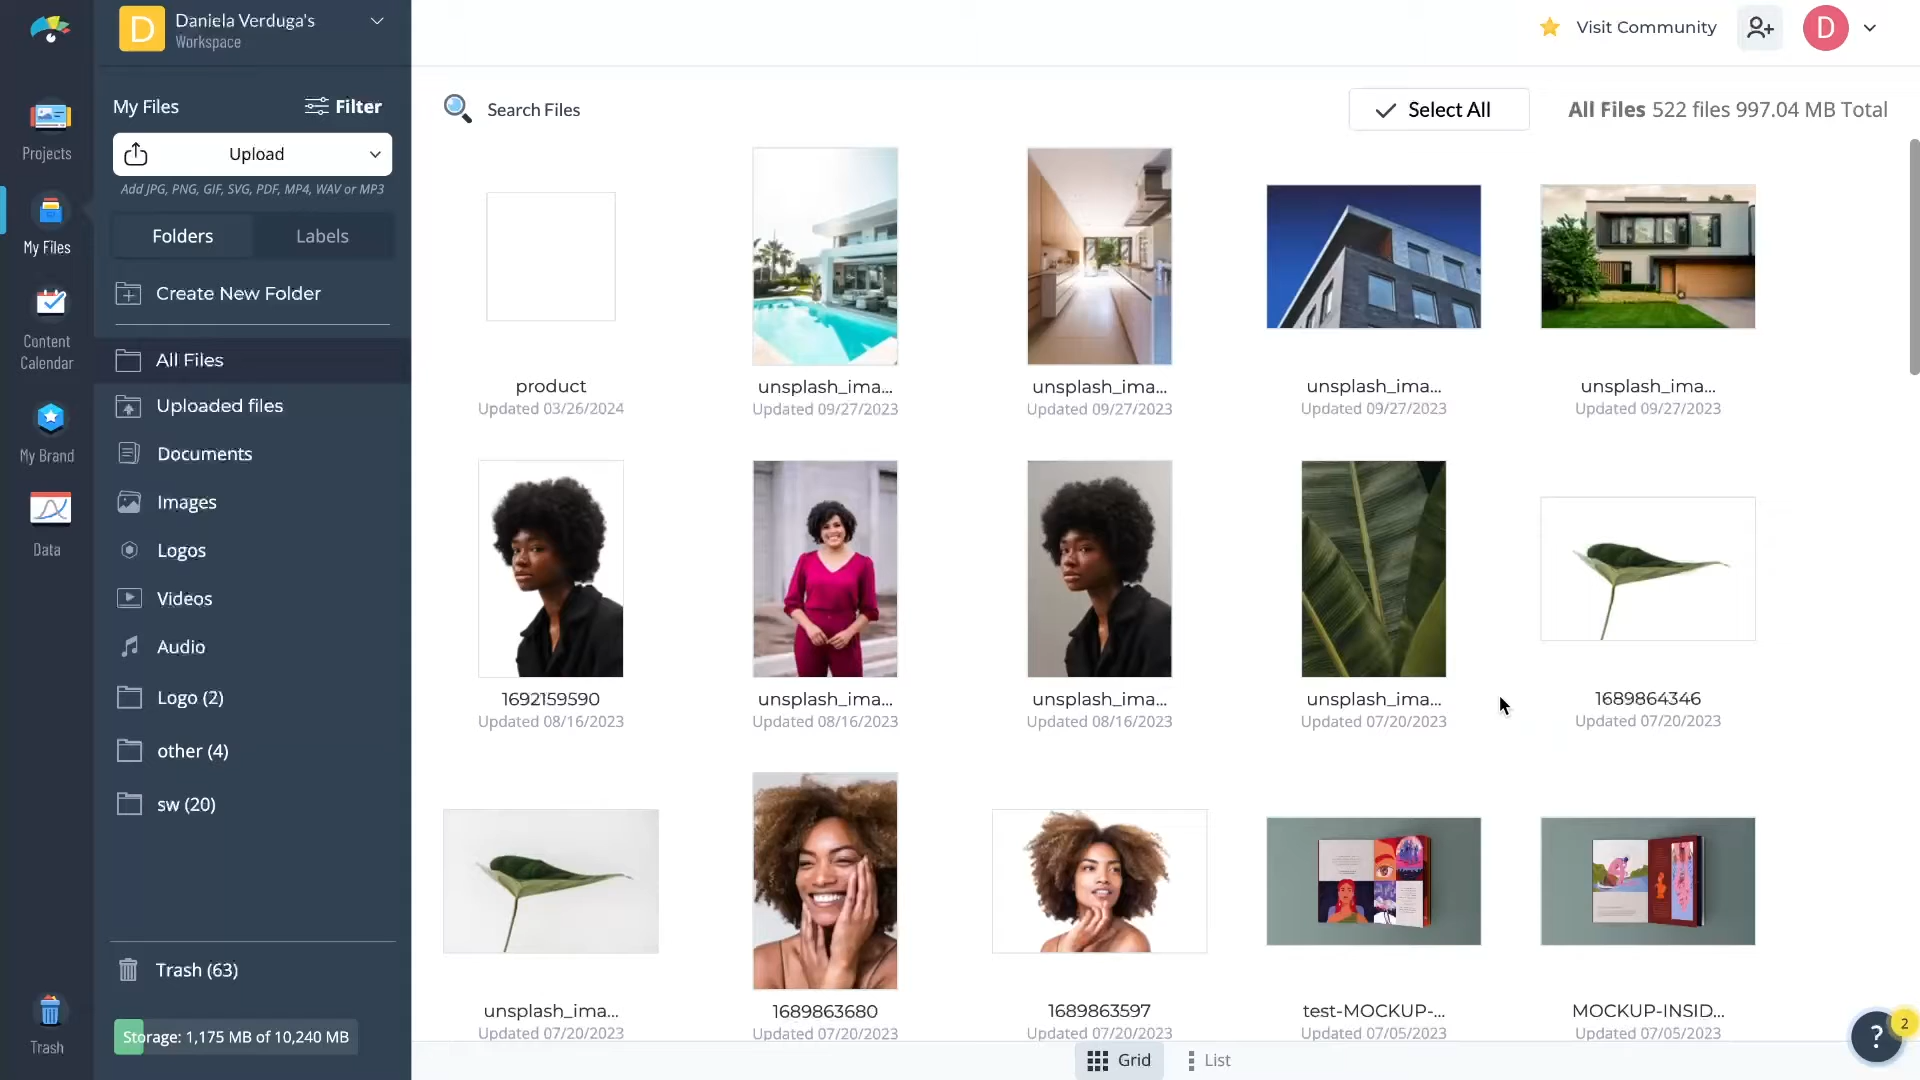 D
Daniela Verduga's
Workspace
Visit Community
D
Projects
My Files
Content
Calendar
My Brand
Data
Trash
My Files
Filter
Upload
Add JPG, PNG, GIF, SVG, PDF, MP4, WAV or MP3
Folders
Labels
Create New Folder
All Files
Uploaded files
Documents
Images
Logos
Videos
Audio
Logo (2)
other (4)
sw (20)
Trash (63)
Storage: 1,175 MB of 10,240 MB
Search Files
Select All
All Files 522 files 997.04 MB Total
product
Updated 03/26/2024
unsplash_ima...
Updated 09/27/2023
unsplash_ima...
Updated 09/27/2023
unsplash_ima...
Updated 09/27/2023
unsplash_ima...
Updated 09/27/2023
1692159590
Updated 08/16/2023
unsplash_ima...
Updated 08/16/2023
unsplash_ima...
Updated 08/16/2023
unsplash_ima...
Updated 07/20/2023
1689864346
Updated 07/20/2023
unsplash_ima...
Updated 07/20/2023
1689863680
Updated 07/20/2023
1689863597
Updated 07/20/2023
test-MOCKUP-...
Updated 07/05/2023
MOCKUP-INSID...
Updated 07/05/2023
Grid
List
?
2